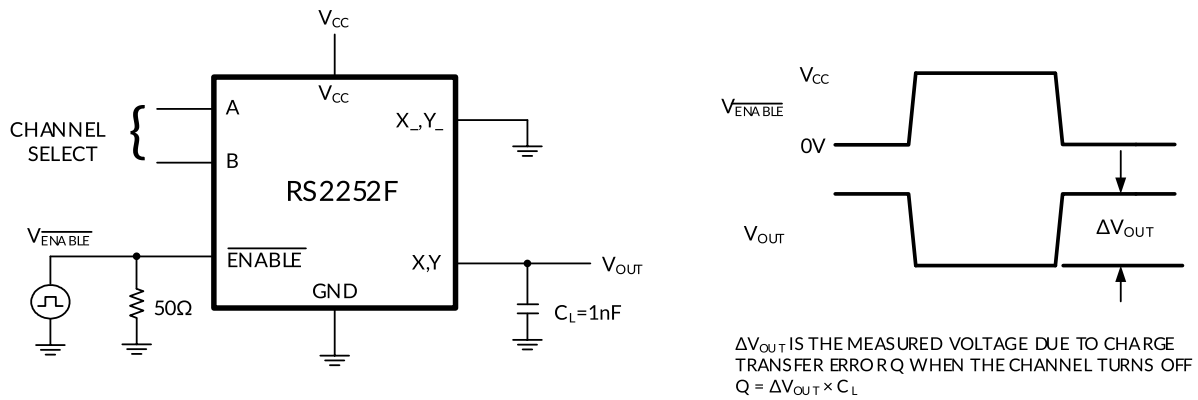 VCC
VCC
A
X_,Y_
CHANNEL
SELECT
B
RS2252F
VENABLE
ENABLE
X,Y
VOUT
GND
50Ω
CL=1nF
VCC
VENABLE
0V
VOUT
ΔVOUT
ΔVOUT IS THE MEASURED VOLTAGE DUE TO CHARGE
TRANSFER ERROR Q WHEN THE CHANNEL TURNS OFF
Q = ΔVOUT × CL